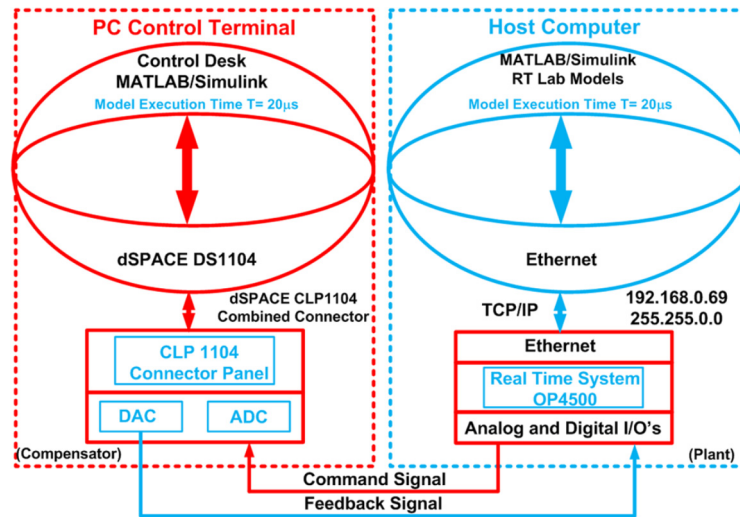 PC Control Terminal
Control Desk
MATLAB/Simulink
Model Execution Time T= 20µs
dSPACE DS1104
dSPACE CLP1104
Combined Connector
CLP 1104
Connector Panel
DAC
ADC
(Compensator)
Host Computer
MATLAB/Simulink
RT Lab Models
Model Execution Time T= 20µs
Ethernet
TCP/IP
192.168.0.69
255.255.0.0
Ethernet
Real Time System
OP4500
Analog and Digital I/O's
(Plant)
Command Signal
Feedback Signal